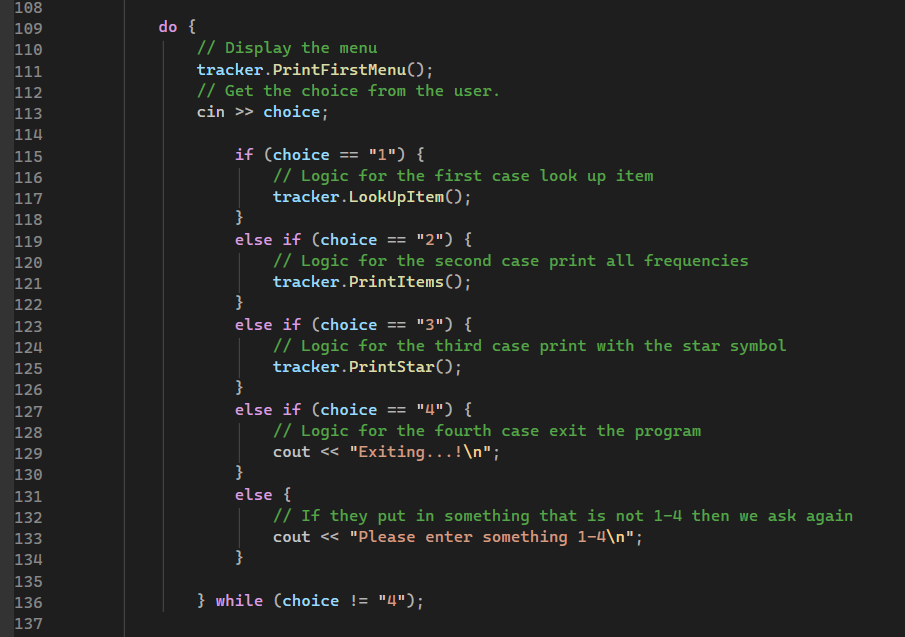 108
109 do {
110 // Display the menu
111 tracker.PrintFirstMenu();
112 // Get the choice from the user.
113 cin >> choice;
114
115 if (choice == "1") {
116 // Logic for the first case look up item
117 tracker.LookUpItem();
118 }
119 else if (choice == "2") {
120 // Logic for the second case print all frequencies
121 tracker.PrintItems();
122 }
123 else if (choice == "3") {
124 // Logic for the third case print with the star symbol
125 tracker.PrintStar();
126 }
127 else if (choice == "4") {
128 // Logic for the fourth case exit the program
129 cout << "Exiting...!\n";
130 }
131 else {
132 // If they put in something that is not 1-4 then we ask again
133 cout << "Please enter something 1-4\n";
134 }
135
136 } while (choice != "4");
137